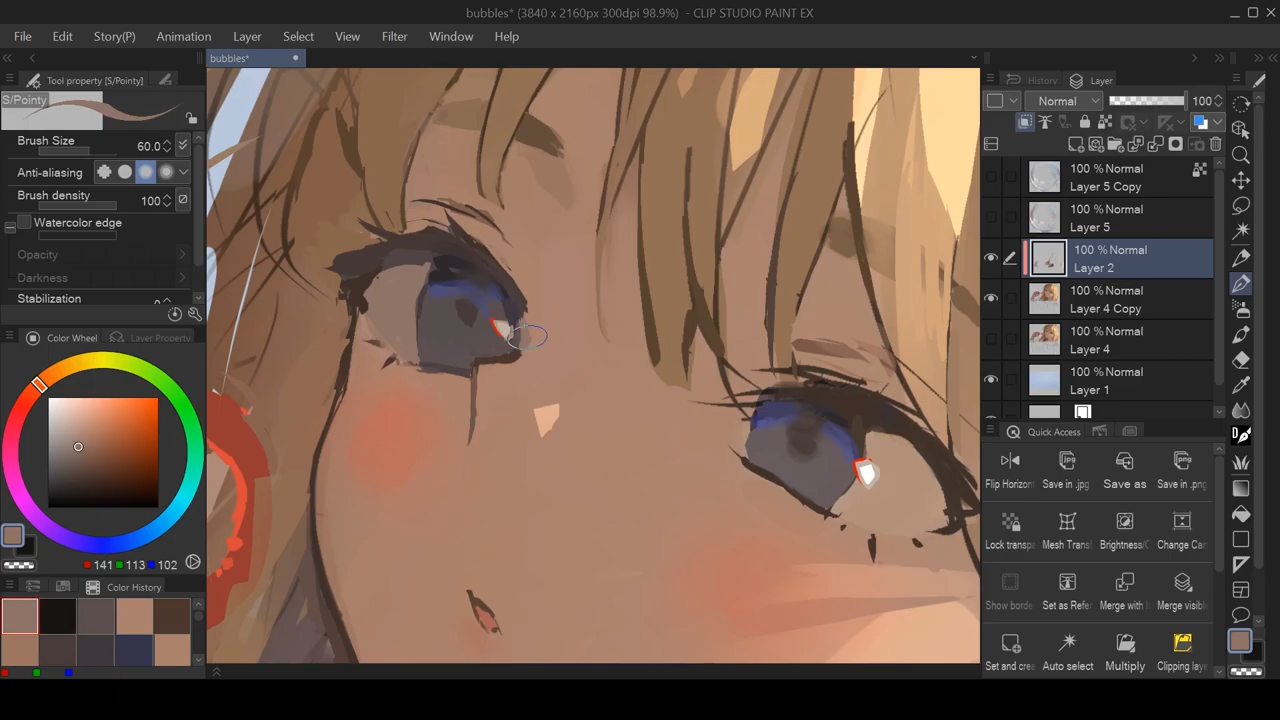 bubbles* (3840 x 2160px 300dpi 98.9%) - CLIP STUDIO PAINT EX
File Edit Story(P) Animation Layer Select View Filter Window Help
bubbles*
Tool property [S/Pointy]
S/Pointy
Brush Size 60.0
Anti-aliasing
Brush density 100
Watercolor edge
Opacity
Darkness
Stabilization
Color Wheel Layer Property
141 113 102
Color History
History Layer
Normal 100
100 % Normal
Layer 5 Copy
100 % Normal
Layer 5
100 % Normal
Layer 2
100 % Normal
Layer 4 Copy
100 % Normal
Layer 4
100 % Normal
Layer 1
Quick Access
Flip Horizon Save in .jpg Save as Save in .png
Lock transpa Mesh Transf Brightness/C Change Can
Show borde Set as Refer Merge with l Merge visibl
Set and crea Auto select Multiply Clipping laye